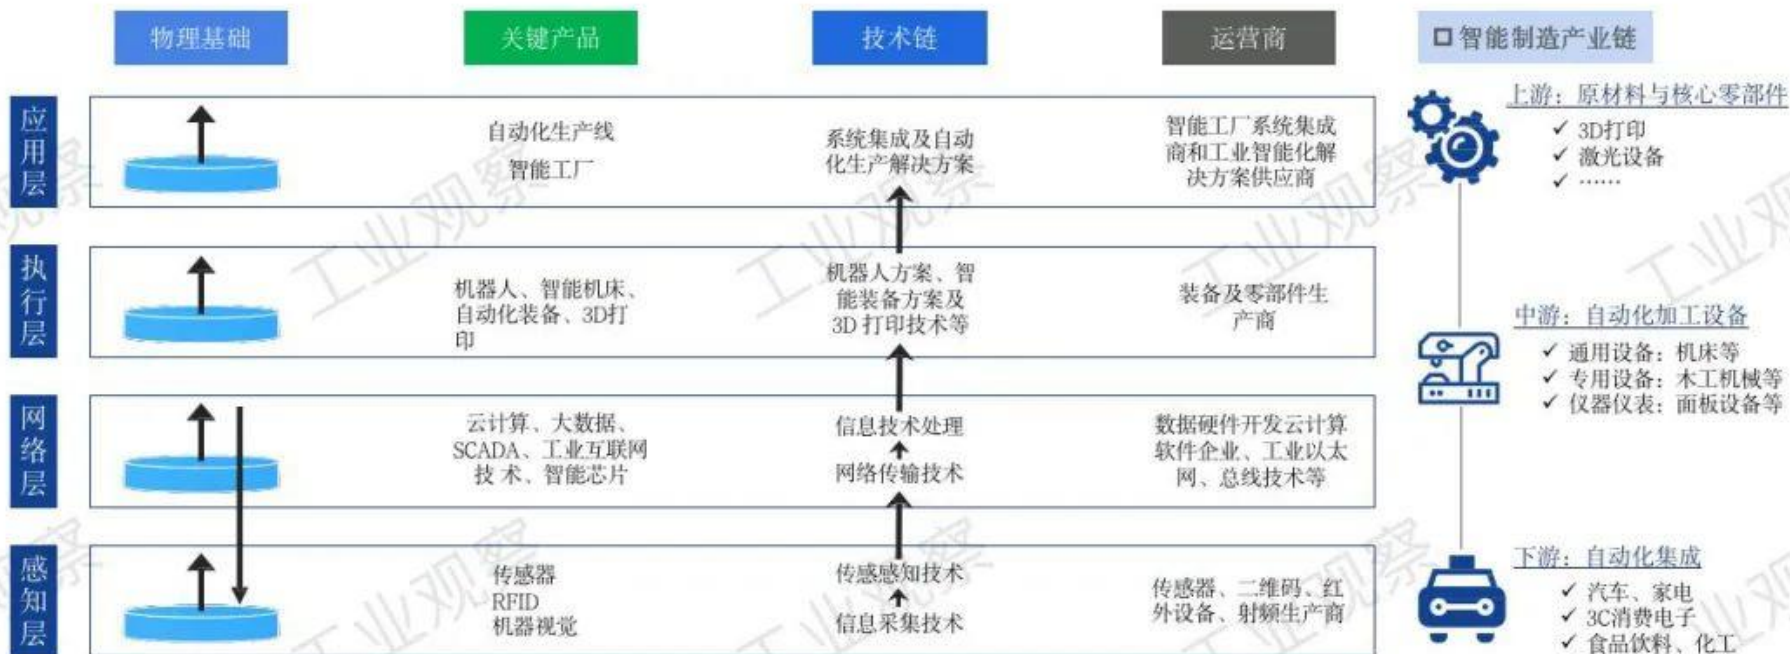 物理基础
关键产品
技术链
运营商
智能制造产业链
应用层
自动化生产线
智能工厂
系统集成及自动
化生产解决方案
智能工厂系统集成
商和工业智能化解
决方案供应商
执行层
机器人、智能机床、
自动化装备、3D打
印
机器人方案、智
能装备方案及
3D 打印技术等
装备及零部件生
产商
网络层
云计算、大数据、
SCADA、工业互联网
技 术、智能芯片
信息技术处理
网络传输技术
数据硬件开发云计算
软件企业、工业以太
网、总线技术等
感知层
传感器
RFID
机器视觉
传感感知技术
信息采集技术
传感器、二维码、红
外设备、射频生产商
上游：原材料与核心零部件
✓ 3D打印
✓ 激光设备
✓ ……
中游：自动化加工设备
✓ 通用设备：机床等
✓ 专用设备：木工机械等
✓ 仪器仪表：面板设备等
下游：自动化集成
✓ 汽车、家电
✓ 3C消费电子
✓ 食品饮料、化工
工业观察